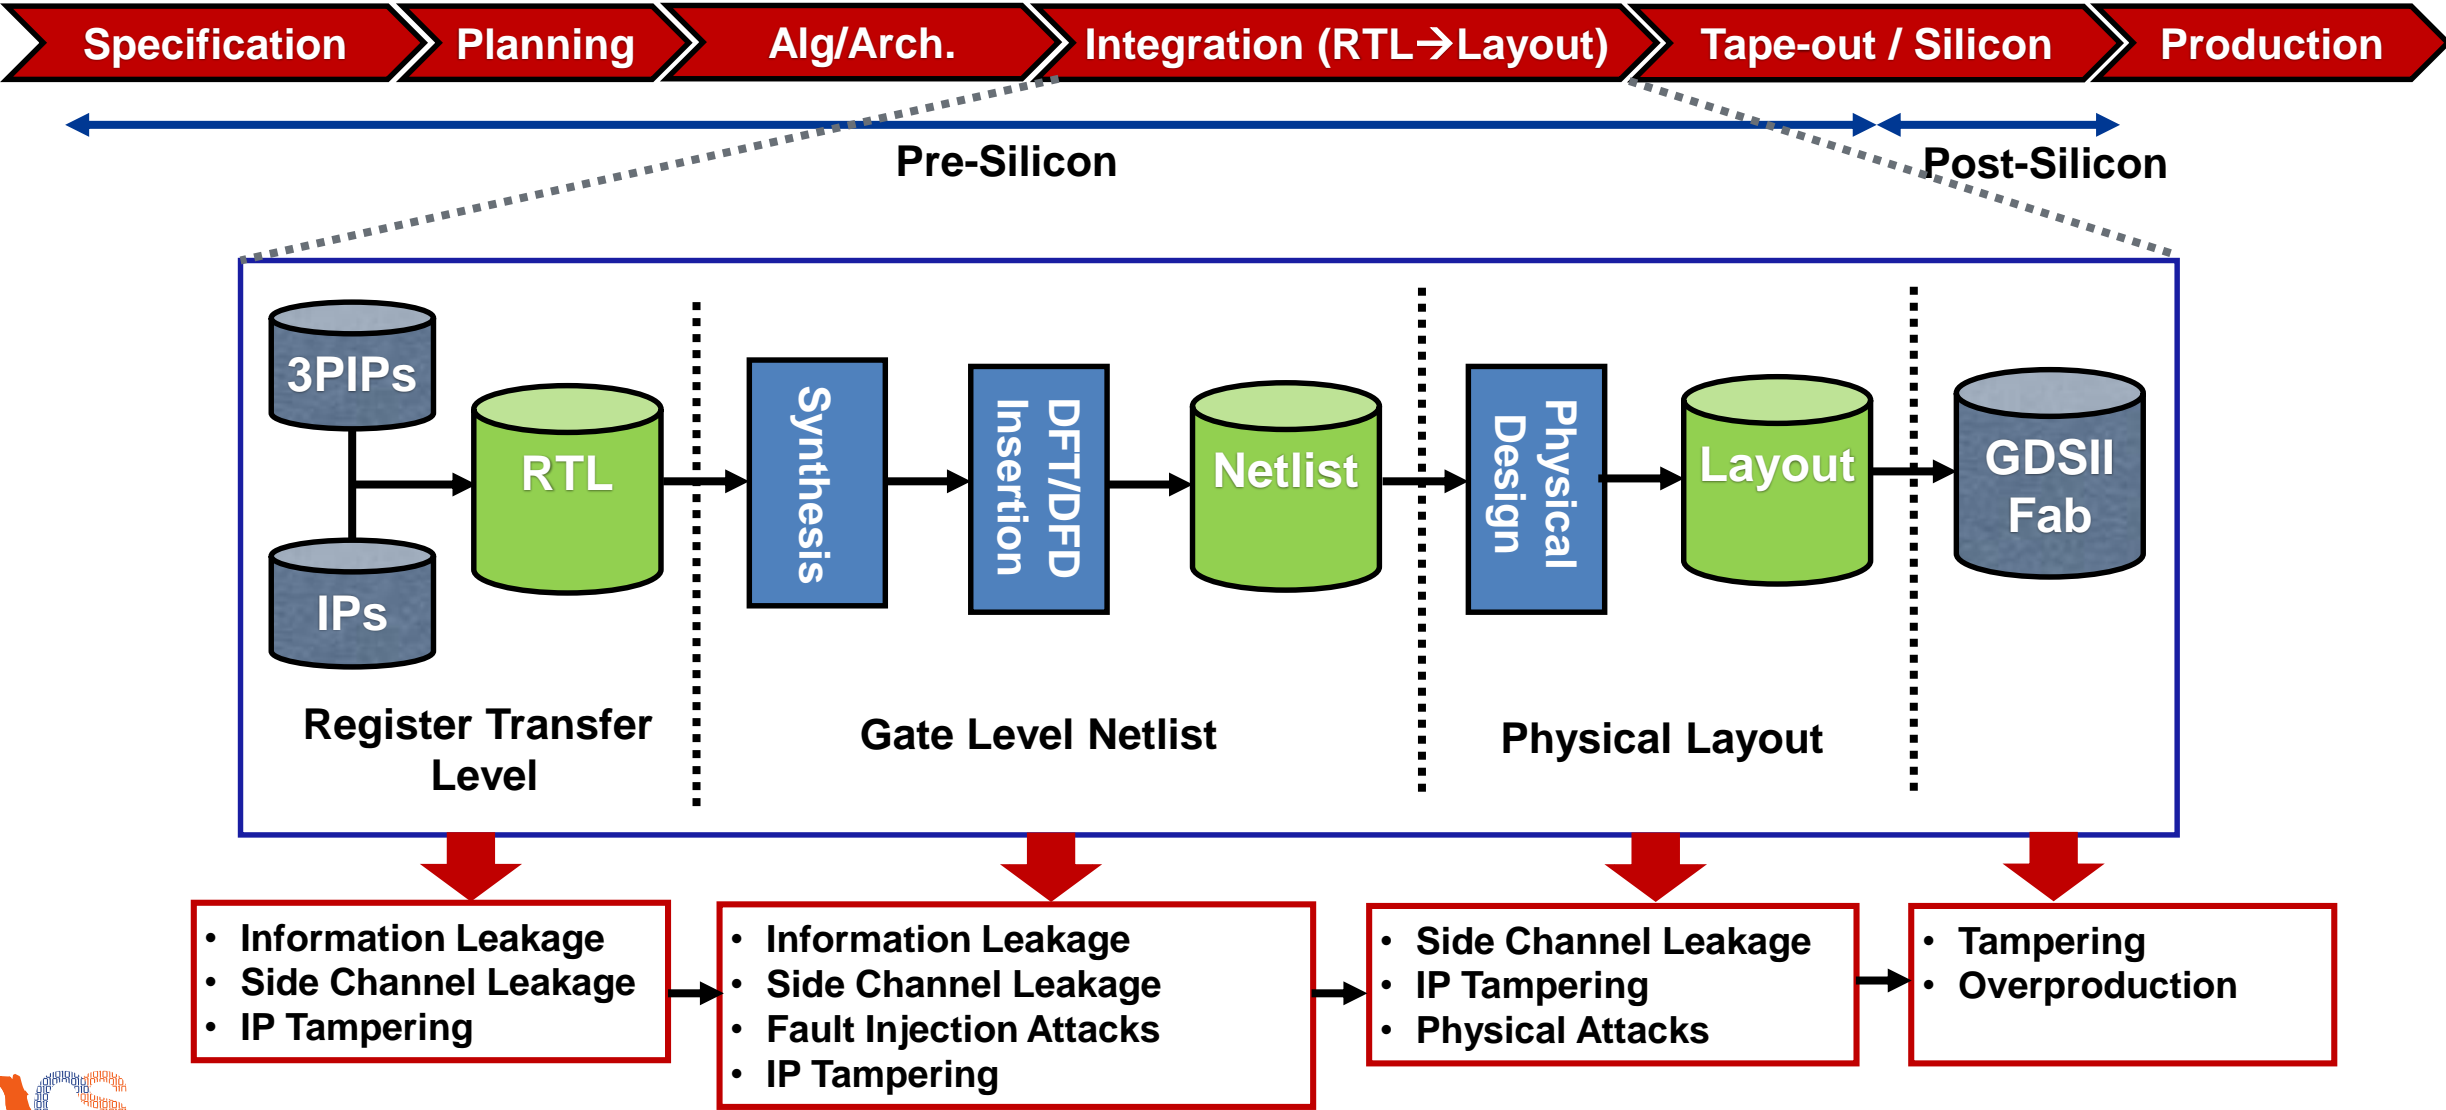 Specification
Planning
Alg/Arch.
Integration (RTL→Layout)
Tape-out / Silicon
Production
Pre-Silicon
Post-Silicon
3PIPs
IPs
RTL
Synthesis
DFT/DFD
Insertion
Netlist
Physical
Design
Layout
GDSII
Fab
Register Transfer
Level
Gate Level Netlist
Physical Layout
• Information Leakage
• Side Channel Leakage
• IP Tampering
• Information Leakage
• Side Channel Leakage
• Fault Injection Attacks
• IP Tampering
• Side Channel Leakage
• IP Tampering
• Physical Attacks
• Tampering
• Overproduction